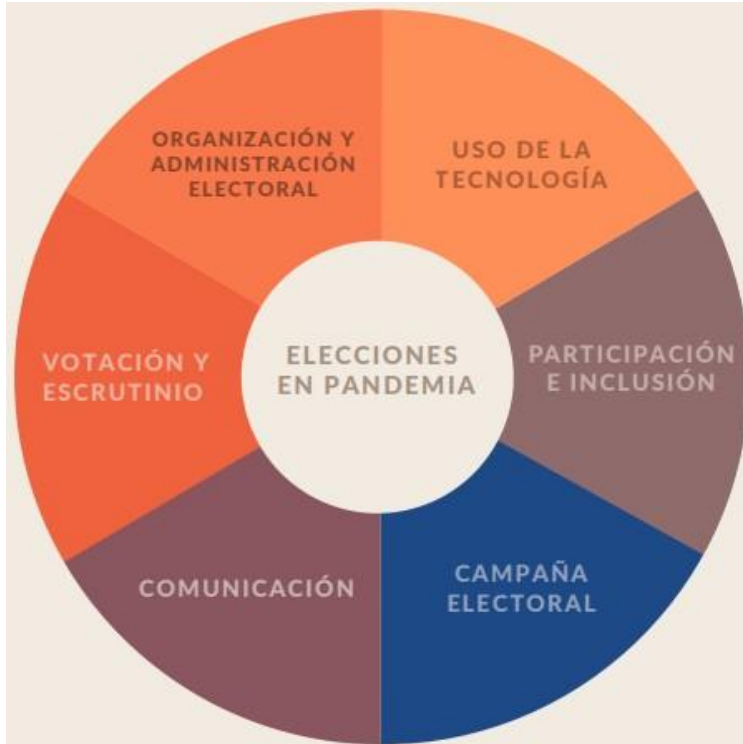 ORGANIZACIÓN Y
ADMINISTRACIÓN
ELECTORAL
USO DE LA
TECNOLOGÍA
VOTACIÓN Y
ESCRUTINIO
ELECCIONES
EN PANDEMIA
PARTICIPACIÓN
E INCLUSIÓN
COMUNICACIÓN
CAMPAÑA
ELECTORAL